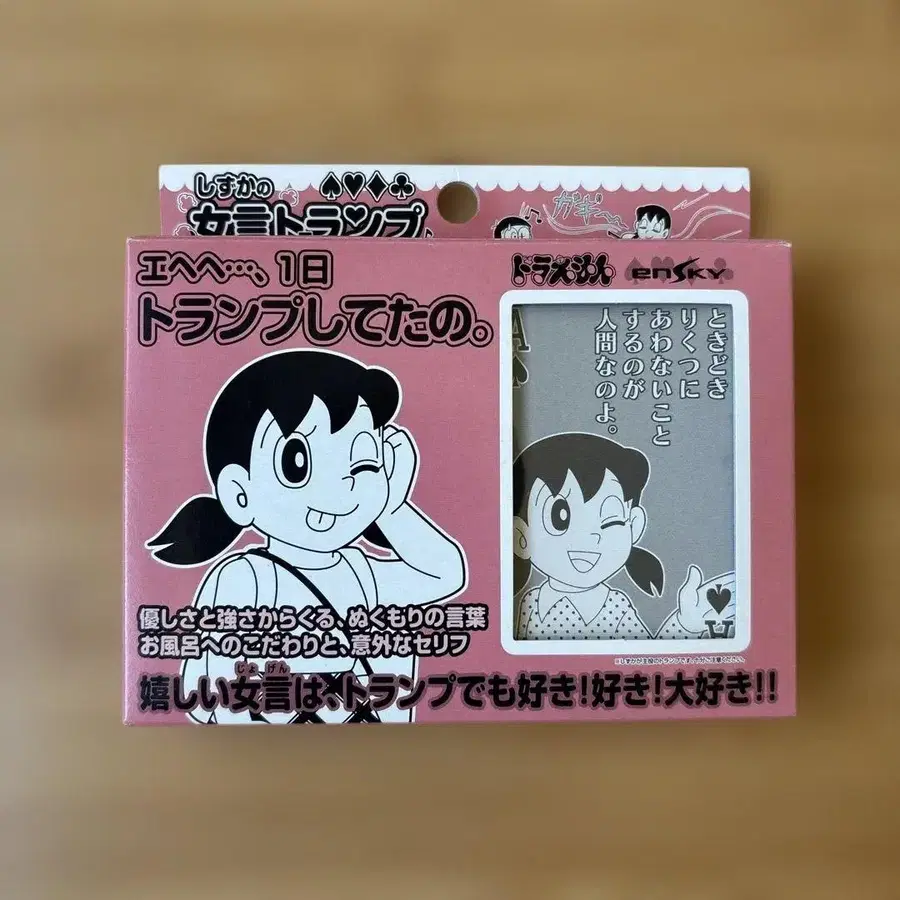 しずかの ♠♥♦♣
女言トランプ
ガギ〜
エヘヘ…、1日
トランプしてたの。
ドラえもん ensky
ときどき
りくつに
あわないこと
するのが
人間なのよ。
A
A
優しさと強さからくる、ぬくもりの言葉
お風呂へのこだわりと、意外なセリフ
じょ げん
嬉しい女言は、トランプでも好き!好き!大好き!!